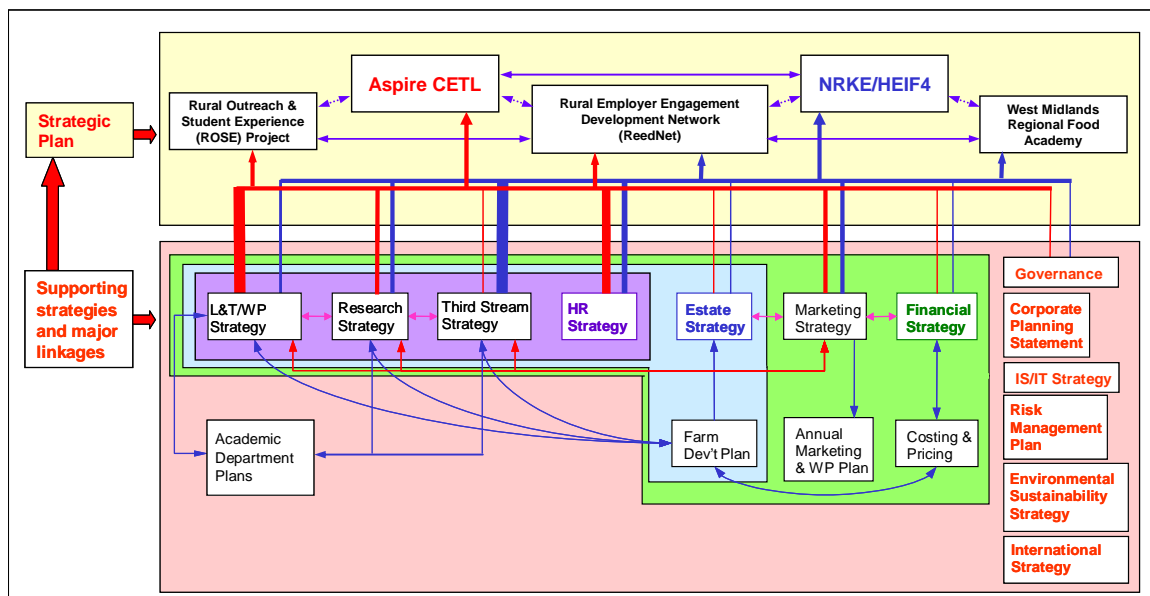 Aspire CETL
NRKE/HEIF4
Rural Outreach &
Student Experience
(ROSE) Project
Rural Employer Engagement
Development Network
(ReedNet)
West Midlands
Regional Food
Academy
Strategic
Plan
Supporting
strategies
and major
linkages
L&T/WP
Strategy
Research
Strategy
Third Stream
Strategy
HR
Strategy
Estate
Strategy
Marketing
Strategy
Financial
Strategy
Governance
Corporate
Planning
Statement
IS/IT Strategy
Risk
Management
Plan
Environmental
Sustainability
Strategy
International
Strategy
Academic
Department
Plans
Farm
Dev't Plan
Annual
Marketing
& WP Plan
Costing &
Pricing